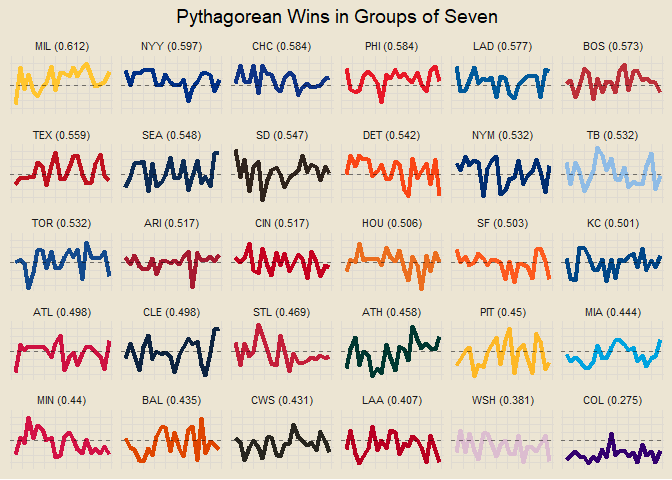 Pythagorean Wins in Groups of Seven
MIL (0.612) NYY (0.597) CHC (0.584) PHI (0.584) LAD (0.577) BOS (0.573)
TEX (0.559) SEA (0.548) SD (0.547) DET (0.542) NYM (0.532) TB (0.532)
TOR (0.532) ARI (0.517) CIN (0.517) HOU (0.506) SF (0.503) KC (0.501)
ATL (0.498) CLE (0.498) STL (0.469) ATH (0.458) PIT (0.45) MIA (0.444)
MIN (0.44) BAL (0.435) CWS (0.431) LAA (0.407) WSH (0.381) COL (0.275)